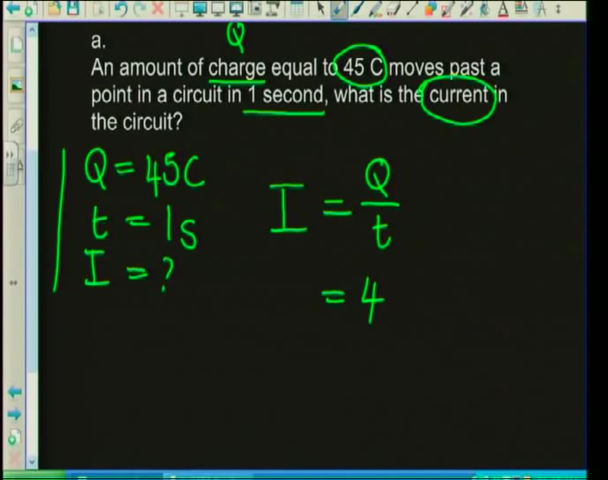 a.
Q
An amount of charge equal to 45 C moves past a
point in a circuit in 1 second, what is the current in
the circuit?
Q = 45C
t = 1s
I = ?
I = Q
t
= 4